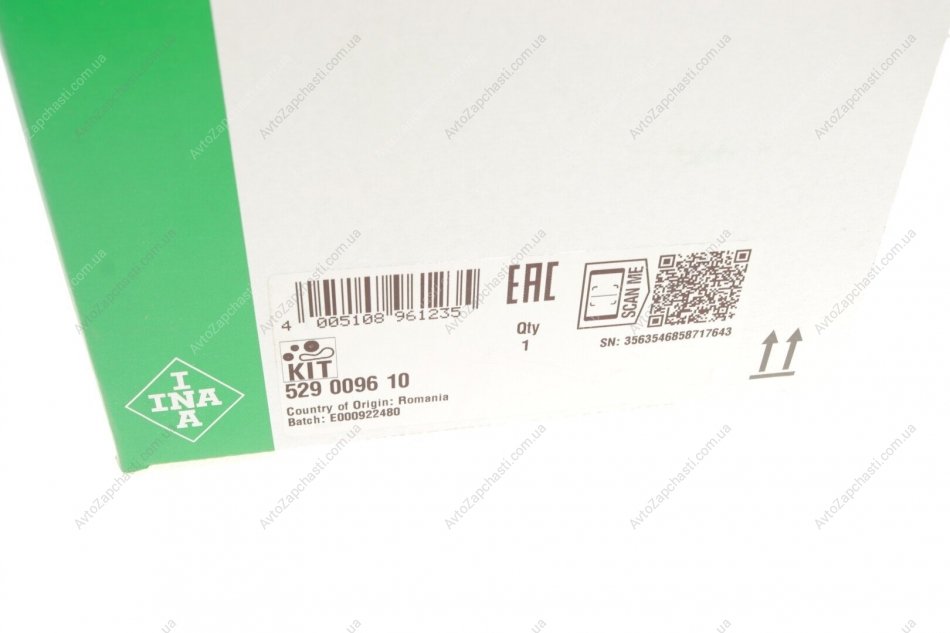 4 005108 961235
EAC
Qty
1
SCAN ME
SN: 3563546858717643
KIT
529 0096 10
Country of Origin: Romania
Batch: E000922480
I
INA
A
AvtoZapchasti.com.ua